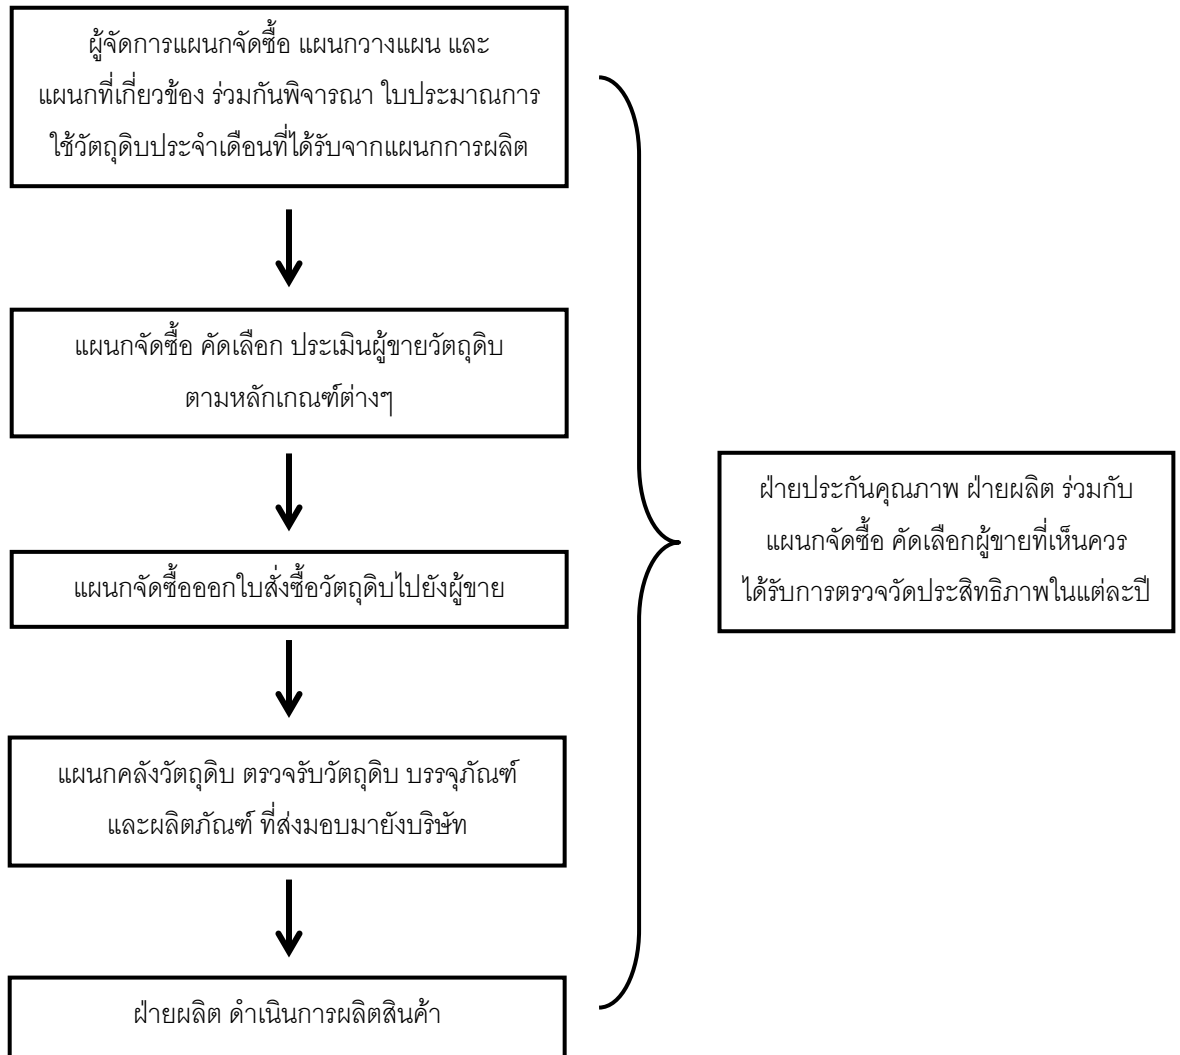 ผู้จัดการแผนกจัดซื้อ แผนกวางแผน และ
แผนกที่เกี่ยวข้อง ร่วมกันพิจารณา ใบประมาณการ
ใช้วัตถุดิบประจำเดือนที่ได้รับจากแผนกการผลิต
แผนกจัดซื้อ คัดเลือก ประเมินผู้ขายวัตถุดิบ
ตามหลักเกณฑ์ต่างๆ
แผนกจัดซื้อออกใบสั่งซื้อวัตถุดิบไปยังผู้ขาย
แผนกคลังวัตถุดิบ ตรวจรับวัตถุดิบ บรรจุภัณฑ์
และผลิตภัณฑ์ ที่ส่งมอบมายังบริษัท
ฝ่ายผลิต ดำเนินการผลิตสินค้า
ฝ่ายประกันคุณภาพ ฝ่ายผลิต ร่วมกับ
แผนกจัดซื้อ คัดเลือกผู้ขายที่เห็นควร
ได้รับการตรวจวัดประสิทธิภาพในแต่ละปี